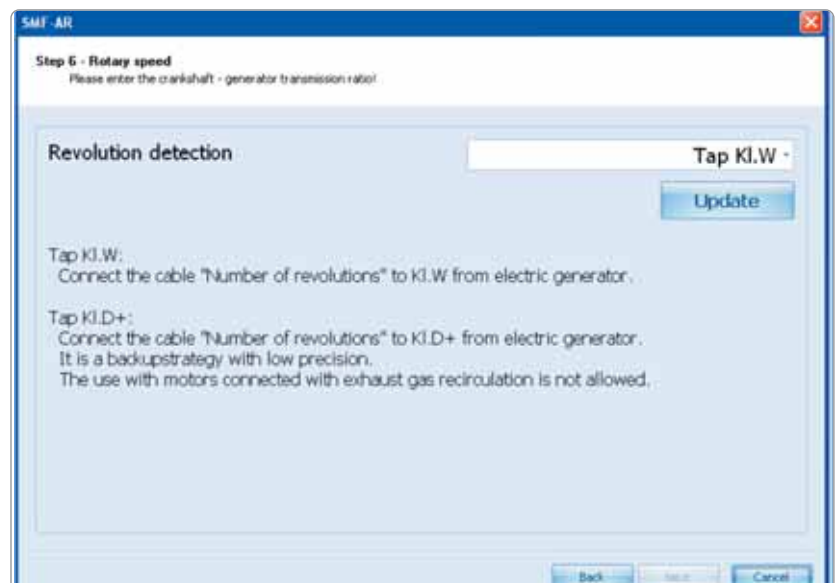 SMF-AR
Step 6 - Rotary speed
Please enter the crankshaft - generator transmission ratio!
Revolution detection
Tap Kl.W
Update
Tap Kl.W:
Connect the cable "Number of revolutions" to Kl.W from electric generator.
Tap Kl.D+:
Connect the cable "Number of revolutions" to Kl.D+ from electric generator.
It is a backupstrategy with low precision.
The use with motors connected with exhaust gas recirculation is not allowed.
Back
Cancel